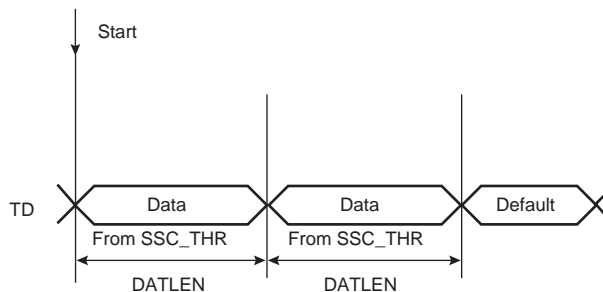 Start
TD
Data
Data
Default
From SSC_THR
From SSC_THR
DATLEN
DATLEN